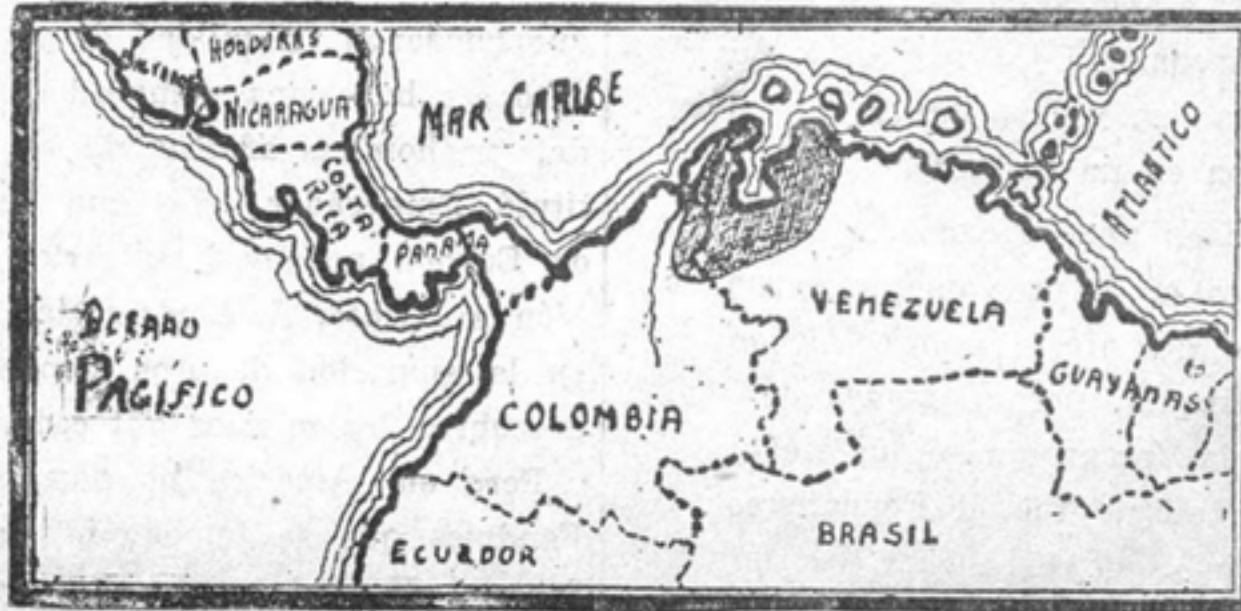 HONDURAS
NICARAGUA
COSTA
RICA
PANAMA
MAR CARIBE
ATLANTICO
OCEANO
PACIFICO
VENEZUELA
GUAYANAS
COLOMBIA
ECUADOR
BRASIL